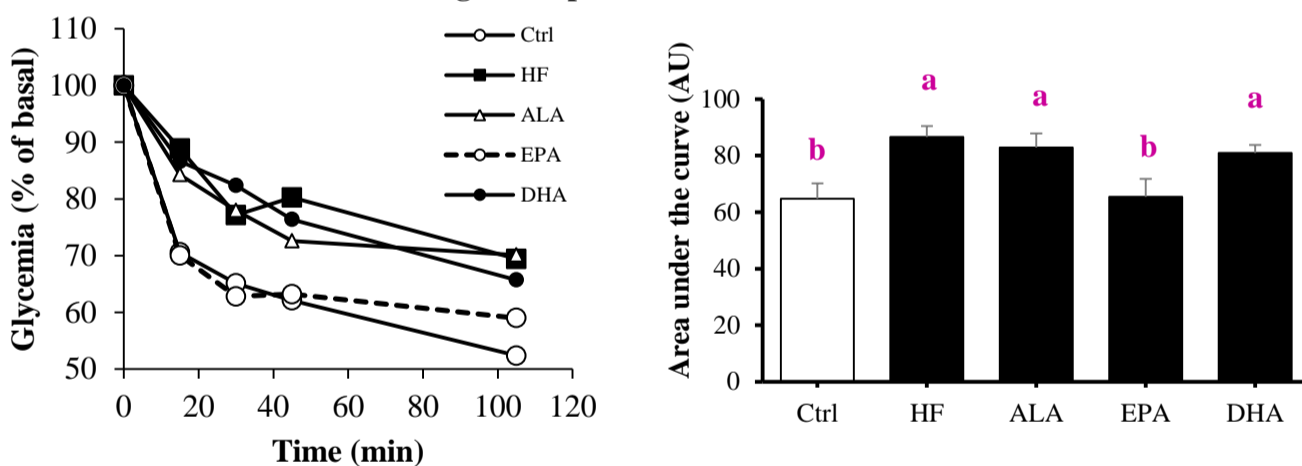 Glycemia (% of basal)
110
100
90
80
70
60
50
0 20 40 60 80 100 120
Time (min)
Ctrl
HF
ALA
EPA
DHA
Area under the curve (AU)
100
80
60
40
20
0
b a a b a
Ctrl HF ALA EPA DHA